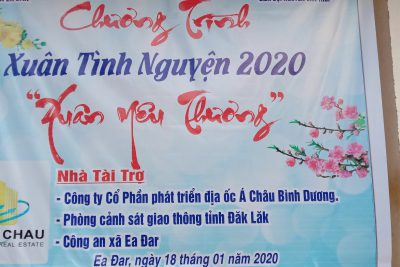 Chương Trình
Xuân Tình Nguyện 2020
"Xuân yêu Thương"
Nhà Tài Trợ
- Công ty Cổ Phần phát triển địa ốc Á Châu Bình Dương.
- Phòng cảnh sát giao thông tỉnh Đăk Lăk
- Công an xã Ea Đar
CHAU
REAL ESTATE
Ea Đar, ngày 18 tháng 01 năm 2020